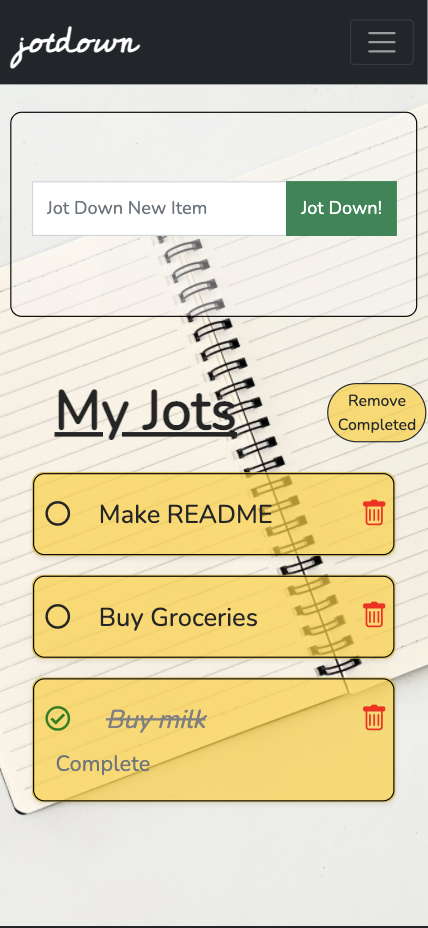 jotdown
Jot Down New Item
Jot Down!
My Jots
Remove
Completed
Make README
Buy Groceries
Buy milk
Complete